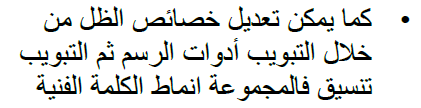 • كما يمكن تعديل خصائص الظل من
خلال التبويب أدوات الرسم ثم التبويب
تنسيق فالمجموعة انماط الكلمة الفنية